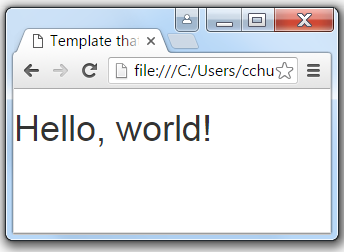 Template tha
file:///C:/Users/cchu
Hello, world!